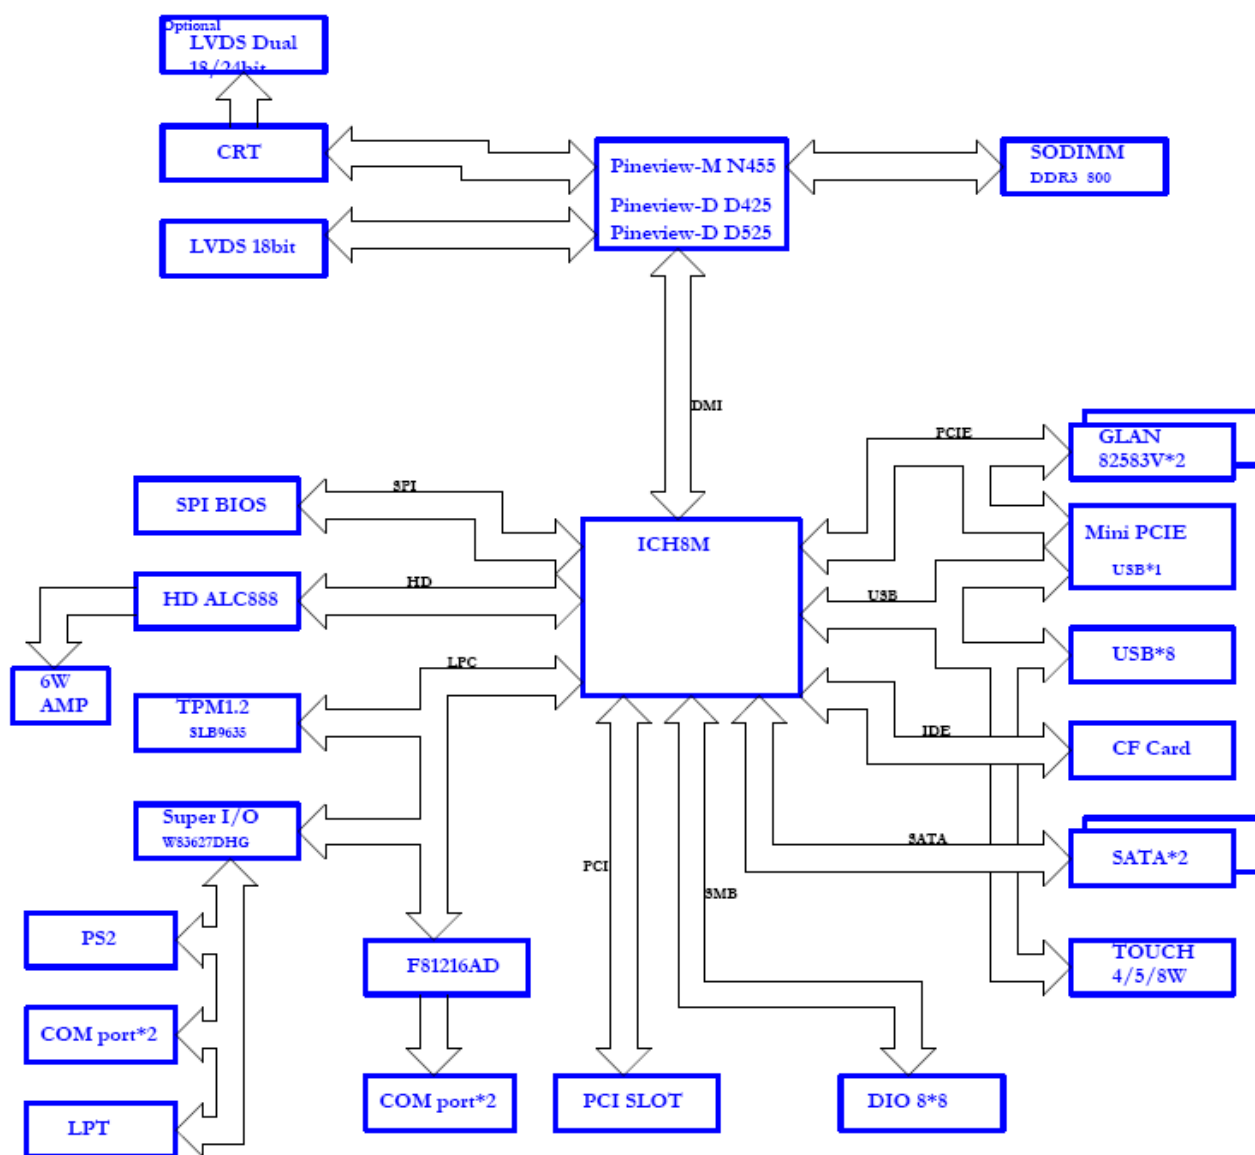 Optional
LVDS Dual
18/24bit
CRT
LVDS 18bit
Pineview-M N455
Pineview-D D425
Pineview-D D525
SODIMM
DDR3 800
DMI
PCIE
GLAN
82583V*2
SPI
SPI BIOS
ICH8M
Mini PCIE
USB*1
HD
HD ALC888
USB
6W
AMP
LPC
USB*8
TPM1.2
SLB9635
IDE
CF Card
Super I/O
W83627DHG
SATA
SATA*2
PCI
SMB
PS2
F81216AD
TOUCH
4/5/8W
COM port*2
LPT
COM port*2
PCI SLOT
DIO 8*8